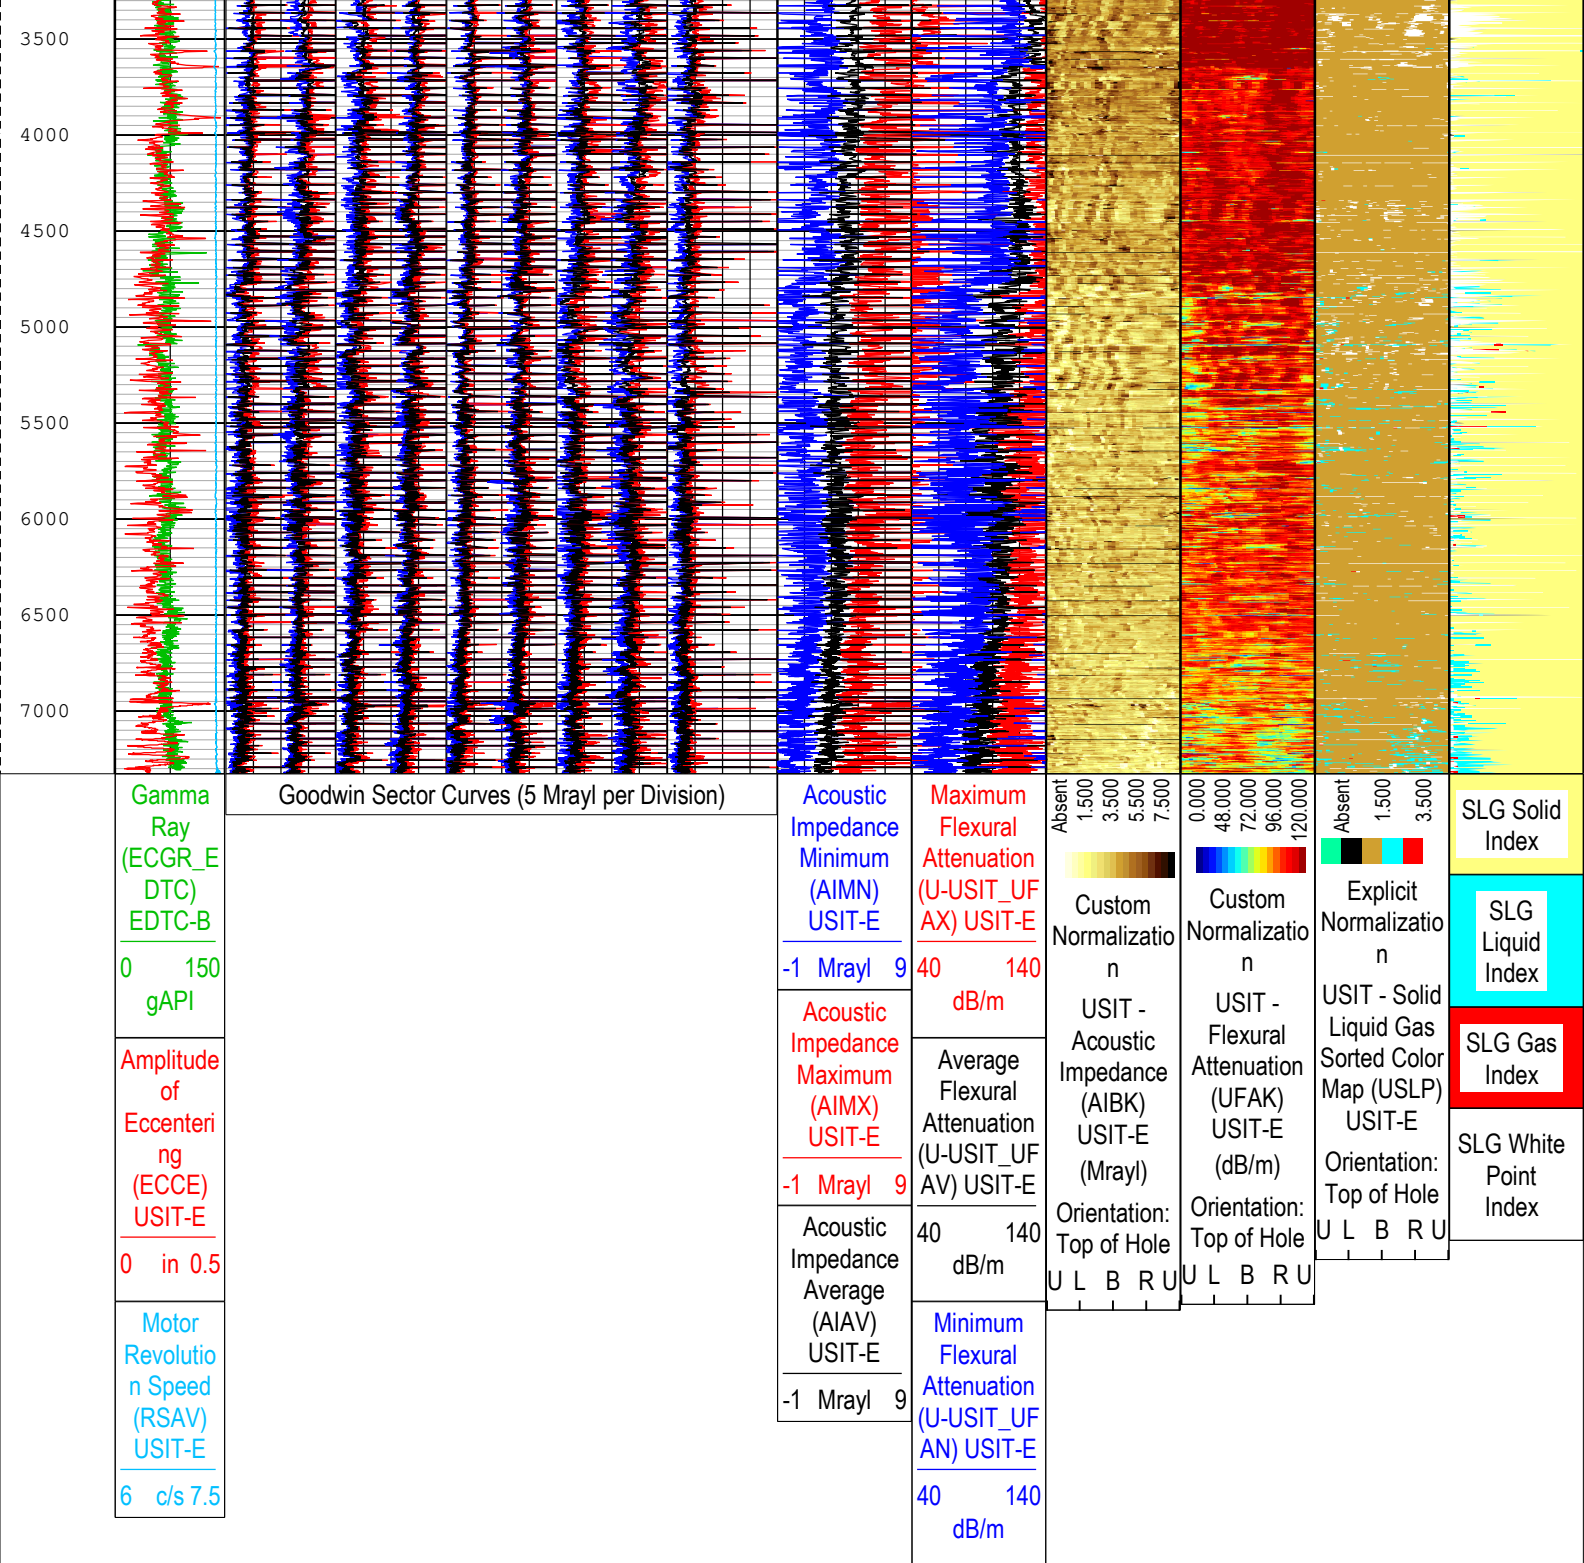 3500
4000
4500
5000
5500
6000
6500
7000
Gamma
Ray
(ECGR_E
DTC)
EDTC-B
0 150
gAPI
Amplitude
of
Eccenteri
ng
(ECCE)
USIT-E
0 in 0.5
Motor
Revolutio
n Speed
(RSAV)
USIT-E
6 c/s 7.5
Goodwin Sector Curves (5 Mrayl per Division)
Acoustic
Impedance
Minimum
(AIMN)
USIT-E
-1 Mrayl 9
Acoustic
Impedance
Maximum
(AIMX)
USIT-E
-1 Mrayl 9
Acoustic
Impedance
Average
(AIAV)
USIT-E
-1 Mrayl 9
Maximum
Flexural
Attenuation
(U-USIT_UF
AX) USIT-E
40 140
dB/m
Average
Flexural
Attenuation
(U-USIT_UF
AV) USIT-E
40 140
dB/m
Minimum
Flexural
Attenuation
(U-USIT_UF
AN) USIT-E
40 140
dB/m
Absent
1.500
3.500
5.500
7.500
Custom
Normalizatio
n
USIT -
Acoustic
Impedance
(AIBK)
USIT-E
(Mrayl)
Orientation:
Top of Hole
U L B R U
0.000
48.000
72.000
96.000
120.000
Custom
Normalizatio
n
USIT -
Flexural
Attenuation
(UFAK)
USIT-E
(dB/m)
Orientation:
Top of Hole
U L B R U
Absent
1.500
3.500
Explicit
Normalizatio
n
USIT - Solid
Liquid Gas
Sorted Color
Map (USLP)
USIT-E
Orientation:
Top of Hole
U L B R U
SLG Solid
Index
SLG
Liquid
Index
SLG Gas
Index
SLG White
Point
Index